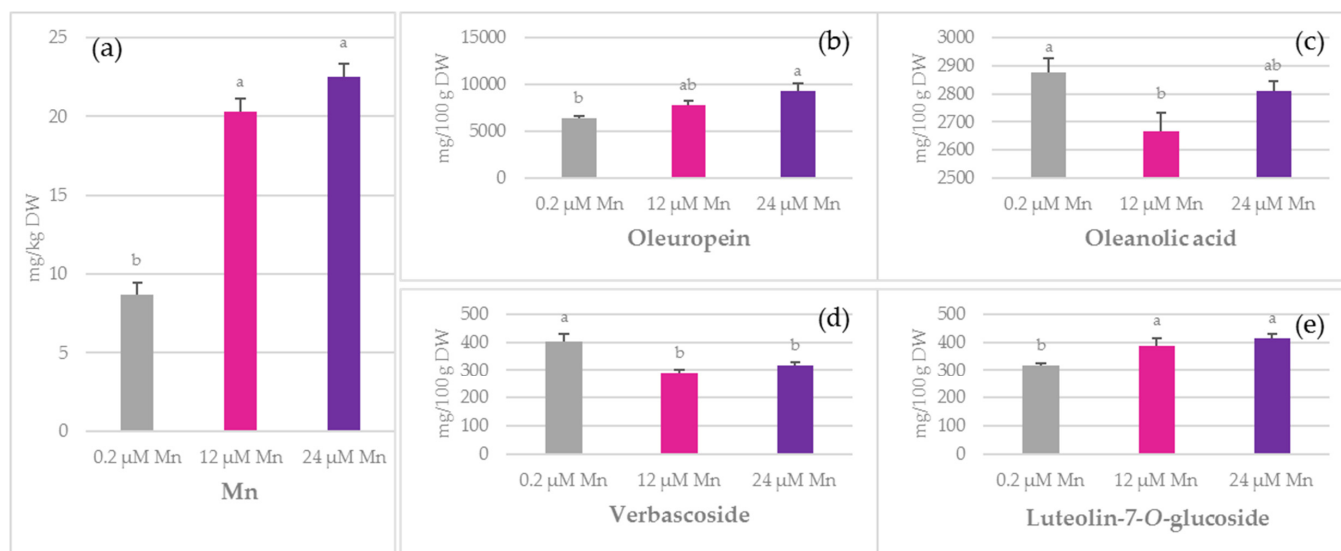 (a)
mg/kg DW
25
20
15
10
5
0
b
a
a
0.2 μM Mn 12 μM Mn 24 μM Mn
Mn
(b)
mg/100 g DW
15000
10000
5000
0
b
ab
a
0.2 μM Mn 12 μM Mn 24 μM Mn
Oleuropein
(c)
mg/100 g DW
3000
2900
2800
2700
2600
2500
a
b
ab
0.2 μM Mn 12 μM Mn 24 μM Mn
Oleanolic acid
(d)
mg/100 g DW
500
400
300
200
100
0
a
b
b
0.2 μM Mn 12 μM Mn 24 μM Mn
Verbascoside
(e)
mg/100 g DW
500
400
300
200
100
0
b
a
a
0.2 μM Mn 12 μM Mn 24 μM Mn
Luteolin-7-O-glucoside